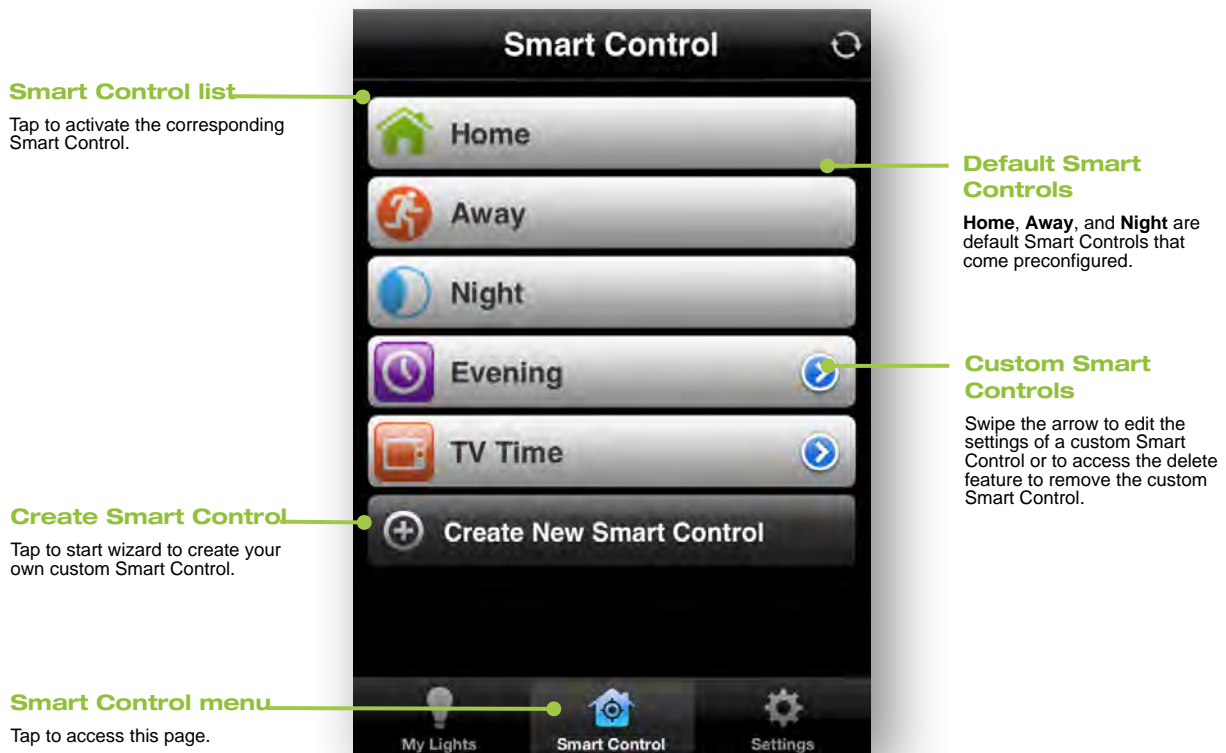 Smart Control
Smart Control list
Tap to activate the corresponding
Smart Control.
Home
Away
Night
Evening
TV Time
Create New Smart Control
Default Smart
Controls
Home, Away, and Night are
default Smart Controls that
come preconfigured.
Custom Smart
Controls
Swipe the arrow to edit the
settings of a custom Smart
Control or to access the delete
feature to remove the custom
Smart Control.
Create Smart Control
Tap to start wizard to create your
own custom Smart Control.
Smart Control menu
Tap to access this page.
My Lights
Smart Control
Settings